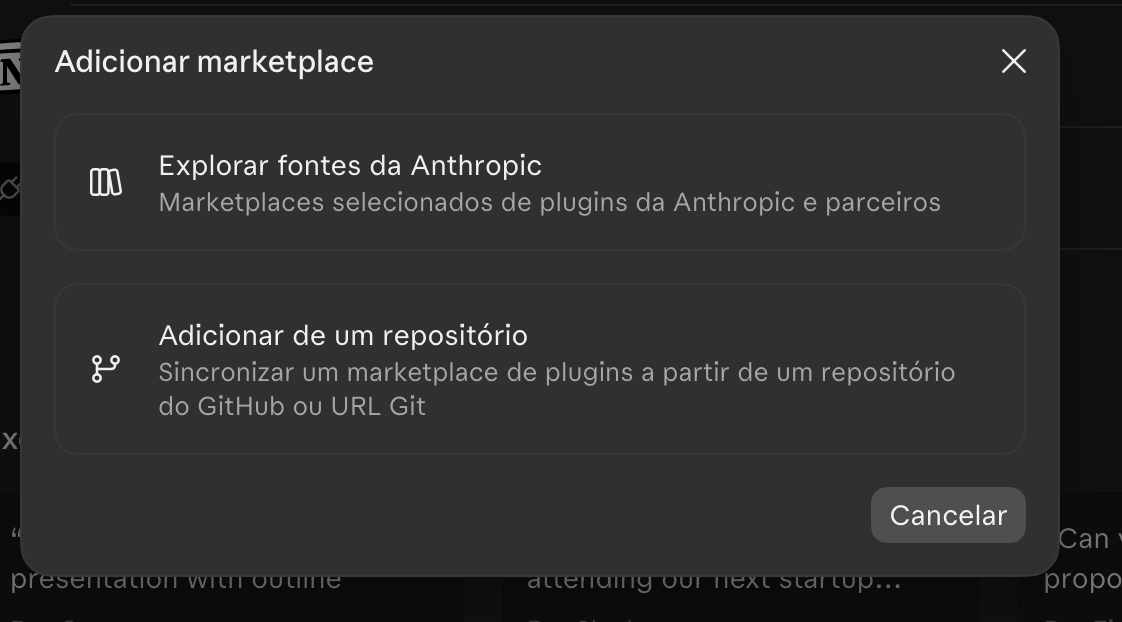 Adicionar marketplace
Explorar fontes da Anthropic
Marketplaces selecionados de plugins da Anthropic e parceiros
Adicionar de um repositório
Sincronizar um marketplace de plugins a partir de um repositório
do GitHub ou URL Git
Cancelar
Can
presentation with outline
attending our next startup...
propo